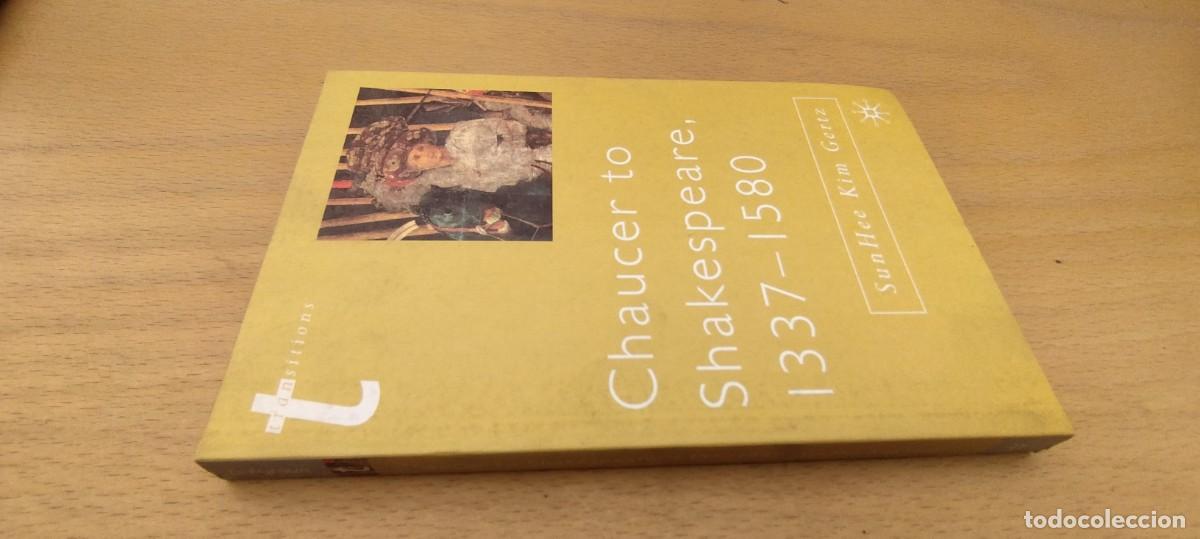 transitions
t
Chaucer to
Shakespeare,
1337–1580
SunHee Kim Gertz
todocoleccion